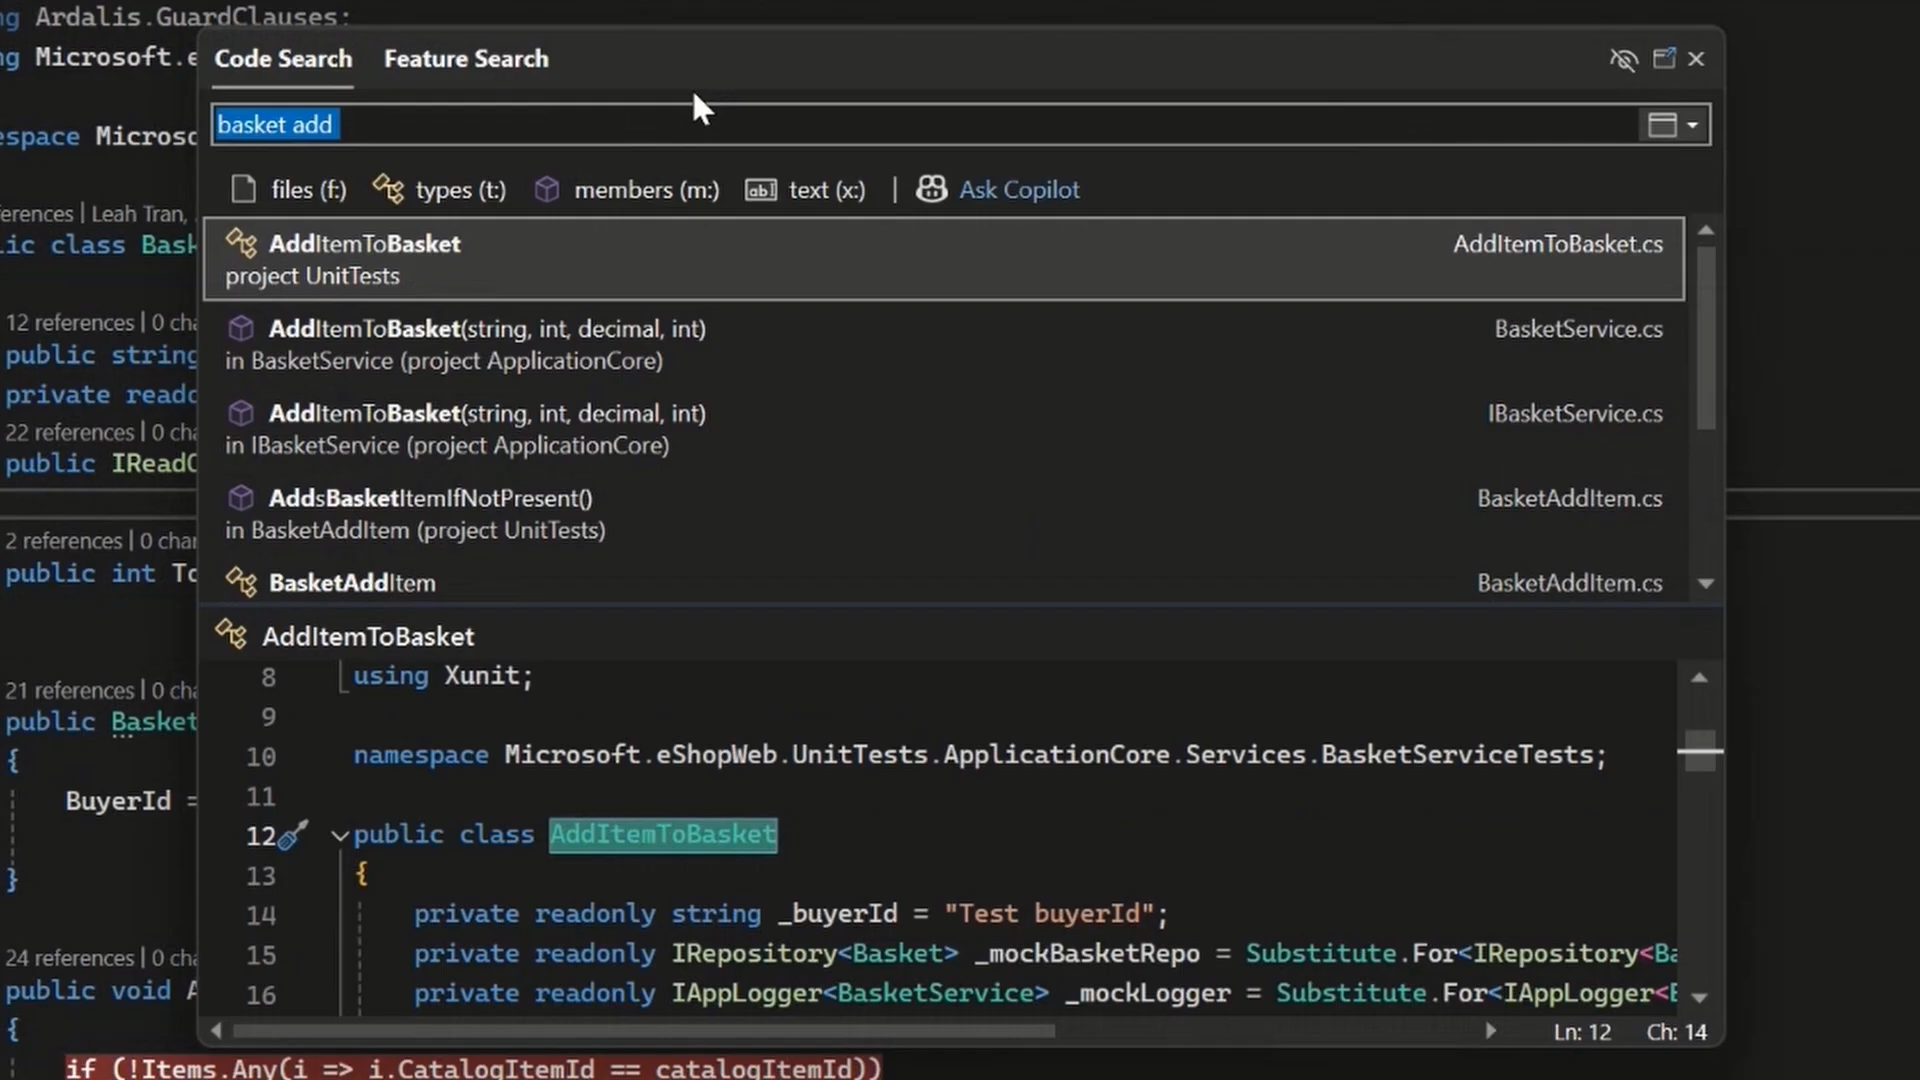 ng Ardalis.GuardClauses;
ng Microsoft.e
espace Microso
erences | Leah Tran, .
lic class Bask
12 references | 0 cha
public string
private reado
22 references | 0 cha
public IReadO
2 references | 0 char
public int To
21 references | 0 cha
public Basket
{
BuyerId =
}
24 references | 0 cha
public void A
{
if (!Items.Any(i => i.CatalogItemId == catalogItemId))
Code Search Feature Search
basket add
files (f:) types (t:) members (m:) text (x:) | Ask Copilot
AddItemToBasket AddItemToBasket.cs
project UnitTests
AddItemToBasket(string, int, decimal, int) BasketService.cs
in BasketService (project ApplicationCore)
AddItemToBasket(string, int, decimal, int) IBasketService.cs
in IBasketService (project ApplicationCore)
AddsBasketItemIfNotPresent() BasketAddItem.cs
in BasketAddItem (project UnitTests)
BasketAddItem BasketAddItem.cs
AddItemToBasket
8 using Xunit;
9
10 namespace Microsoft.eShopWeb.UnitTests.ApplicationCore.Services.BasketServiceTests;
11
12 public class AddItemToBasket
13 {
14 private readonly string _buyerId = "Test buyerId";
15 private readonly IRepository<Basket> _mockBasketRepo = Substitute.For<IRepository<Ba
16 private readonly IAppLogger<BasketService> _mockLogger = Substitute.For<IAppLogger<B
Ln: 12 Ch: 14